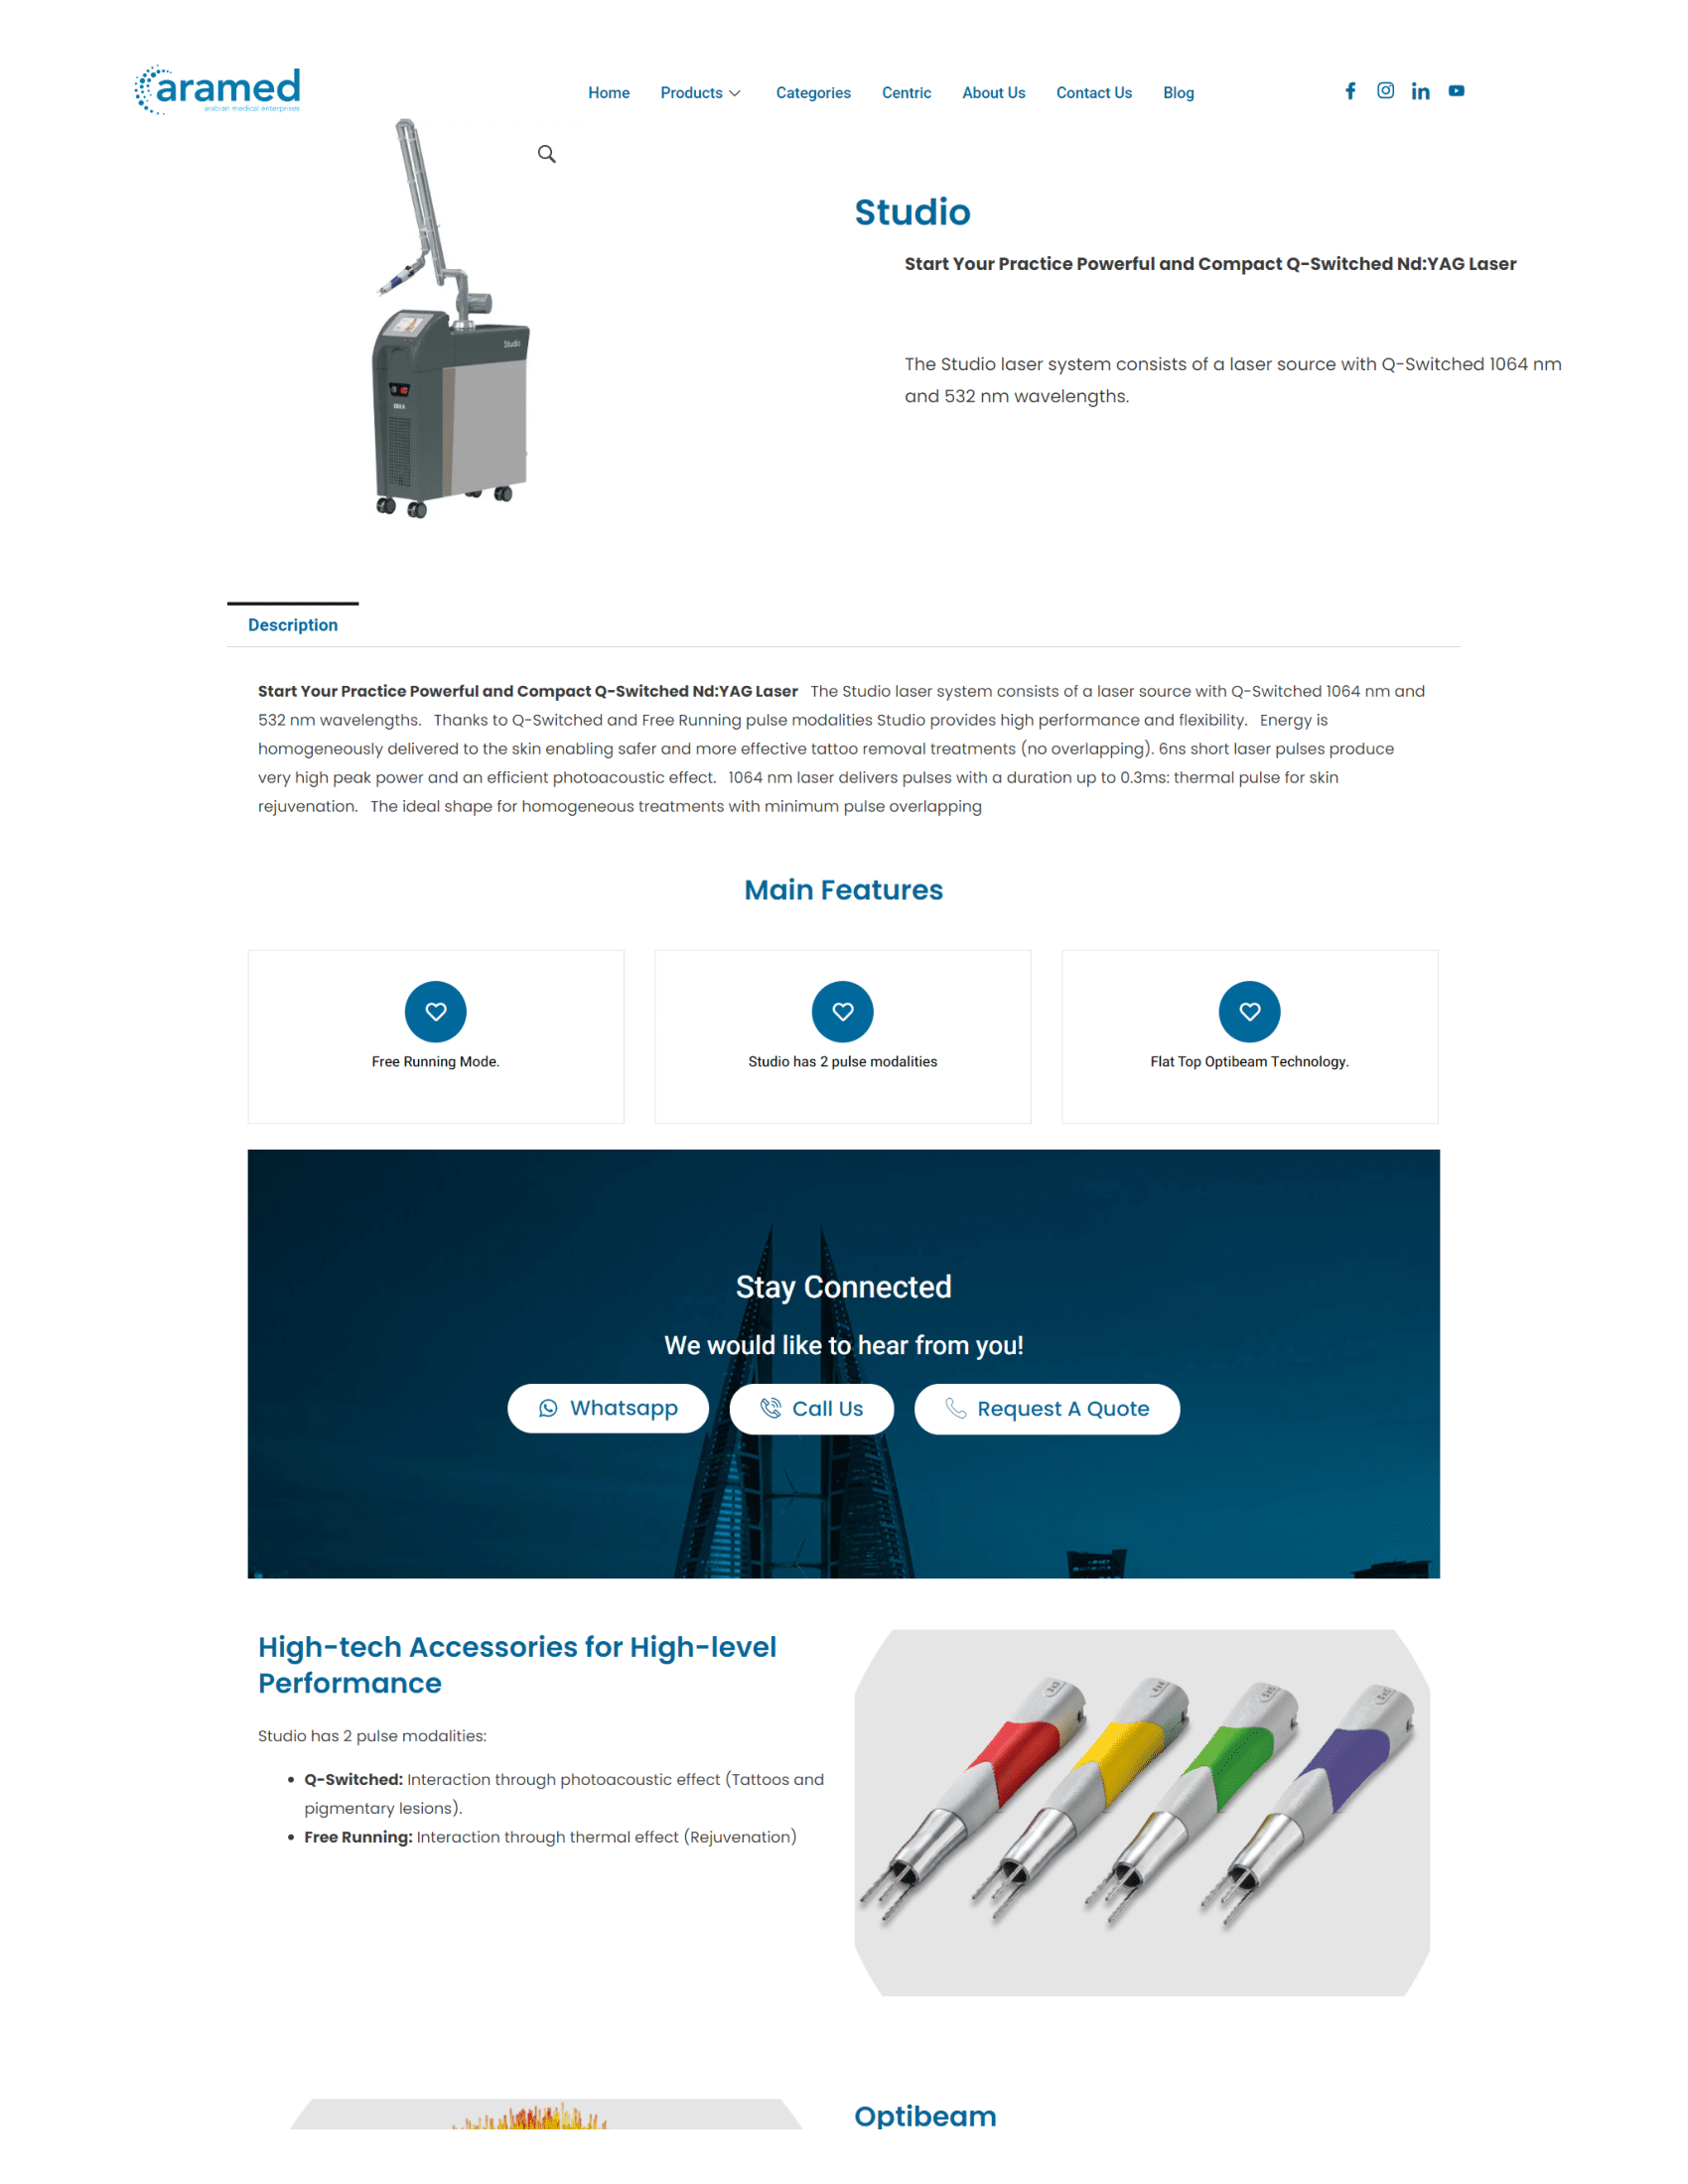 aramed
arabian medical enterprises
Home Products Categories Centric About Us Contact Us Blog
Studio
Start Your Practice Powerful and Compact Q-Switched Nd:YAG Laser
The Studio laser system consists of a laser source with Q-Switched 1064 nm
and 532 nm wavelengths.
Studio
Description
Start Your Practice Powerful and Compact Q-Switched Nd:YAG Laser The Studio laser system consists of a laser source with Q-Switched 1064 nm and
532 nm wavelengths. Thanks to Q-Switched and Free Running pulse modalities Studio provides high performance and flexibility. Energy is
homogeneously delivered to the skin enabling safer and more effective tattoo removal treatments (no overlapping). 6ns short laser pulses produce
very high peak power and an efficient photoacoustic effect. 1064 nm laser delivers pulses with a duration up to 0.3ms: thermal pulse for skin
rejuvenation. The ideal shape for homogeneous treatments with minimum pulse overlapping
Main Features
Free Running Mode.
Studio has 2 pulse modalities
Flat Top Optibeam Technology.
Stay Connected
We would like to hear from you!
Whatsapp
Call Us
Request A Quote
High-tech Accessories for High-level
Performance
Studio has 2 pulse modalities:
• Q-Switched: Interaction through photoacoustic effect (Tattoos and
pigmentary lesions).
• Free Running: Interaction through thermal effect (Rejuvenation)
Optibeam